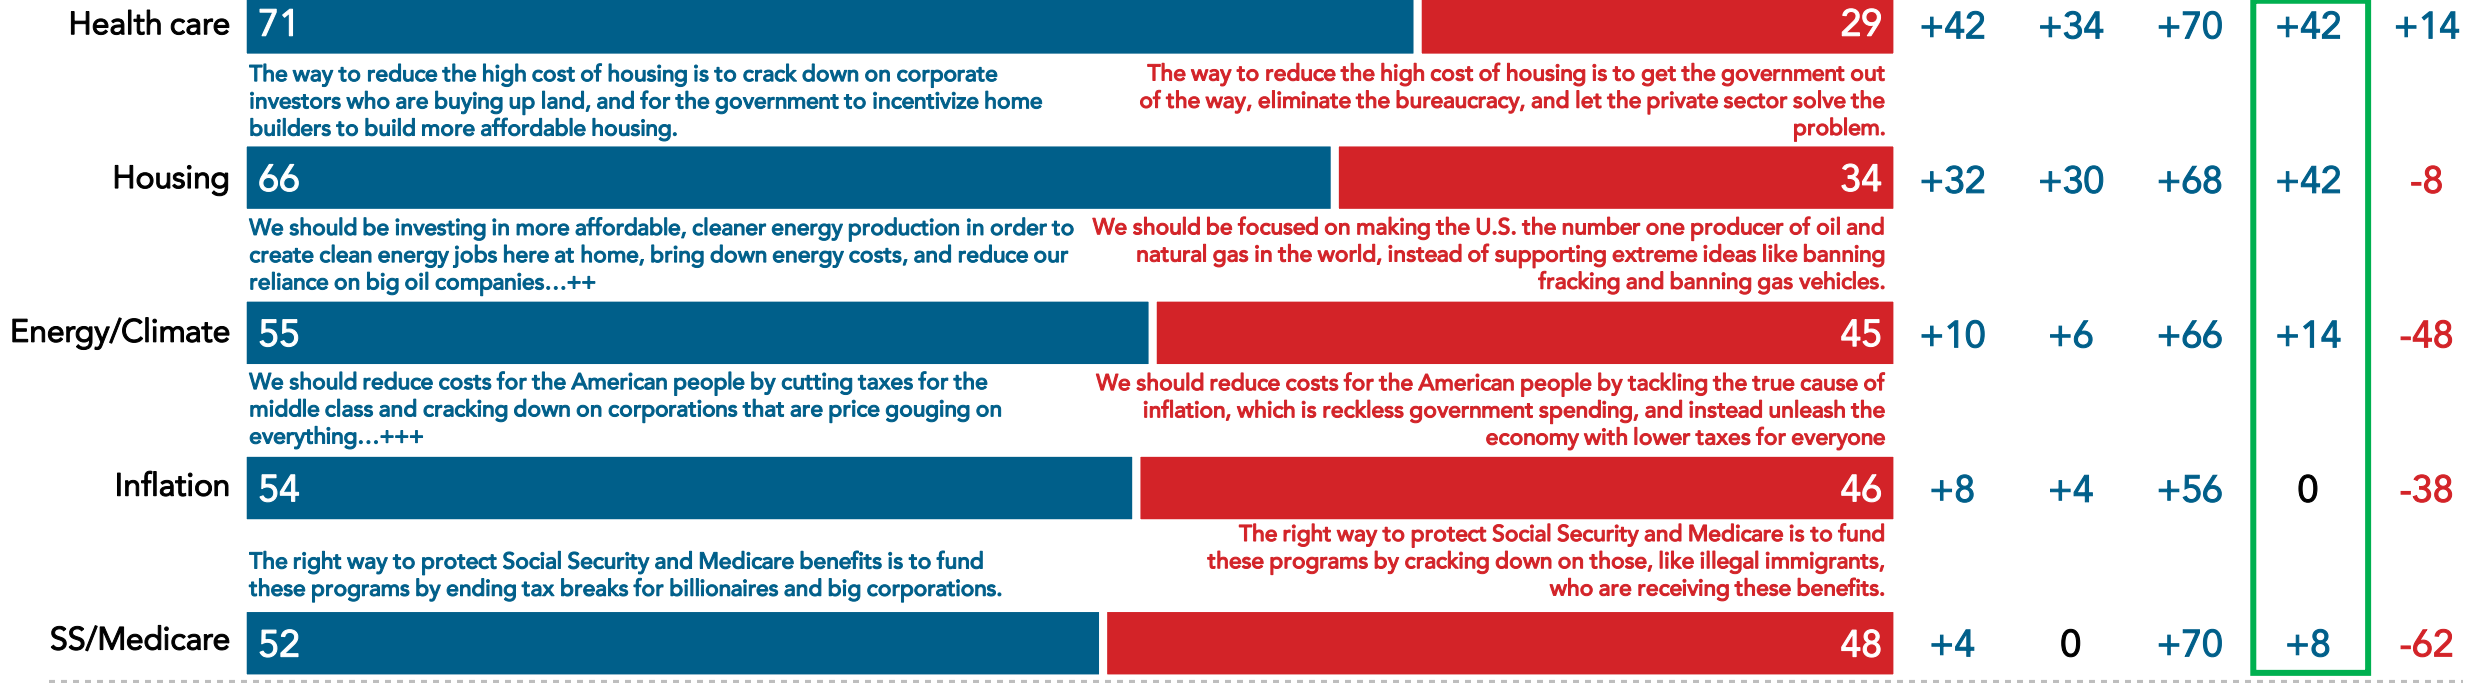 Health care 71 29 +42 +34 +70 +42 +14
The way to reduce the high cost of housing is to crack down on corporate
investors who are buying up land, and for the government to incentivize home
builders to build more affordable housing.
The way to reduce the high cost of housing is to get the government out
of the way, eliminate the bureaucracy, and let the private sector solve the
problem.
Housing 66 34 +32 +30 +68 +42 -8
We should be investing in more affordable, cleaner energy production in order to
create clean energy jobs here at home, bring down energy costs, and reduce our
reliance on big oil companies...++
We should be focused on making the U.S. the number one producer of oil and
natural gas in the world, instead of supporting extreme ideas like banning
fracking and banning gas vehicles.
Energy/Climate 55 45 +10 +6 +66 +14 -48
We should reduce costs for the American people by cutting taxes for the
middle class and cracking down on corporations that are price gouging on
everything...+++
We should reduce costs for the American people by tackling the true cause of
inflation, which is reckless government spending, and instead unleash the
economy with lower taxes for everyone
Inflation 54 46 +8 +4 +56 0 -38
The right way to protect Social Security and Medicare benefits is to fund
these programs by ending tax breaks for billionaires and big corporations.
The right way to protect Social Security and Medicare is to fund
these programs by cracking down on those, like illegal immigrants,
who are receiving these benefits.
SS/Medicare 52 48 +4 0 +70 +8 -62